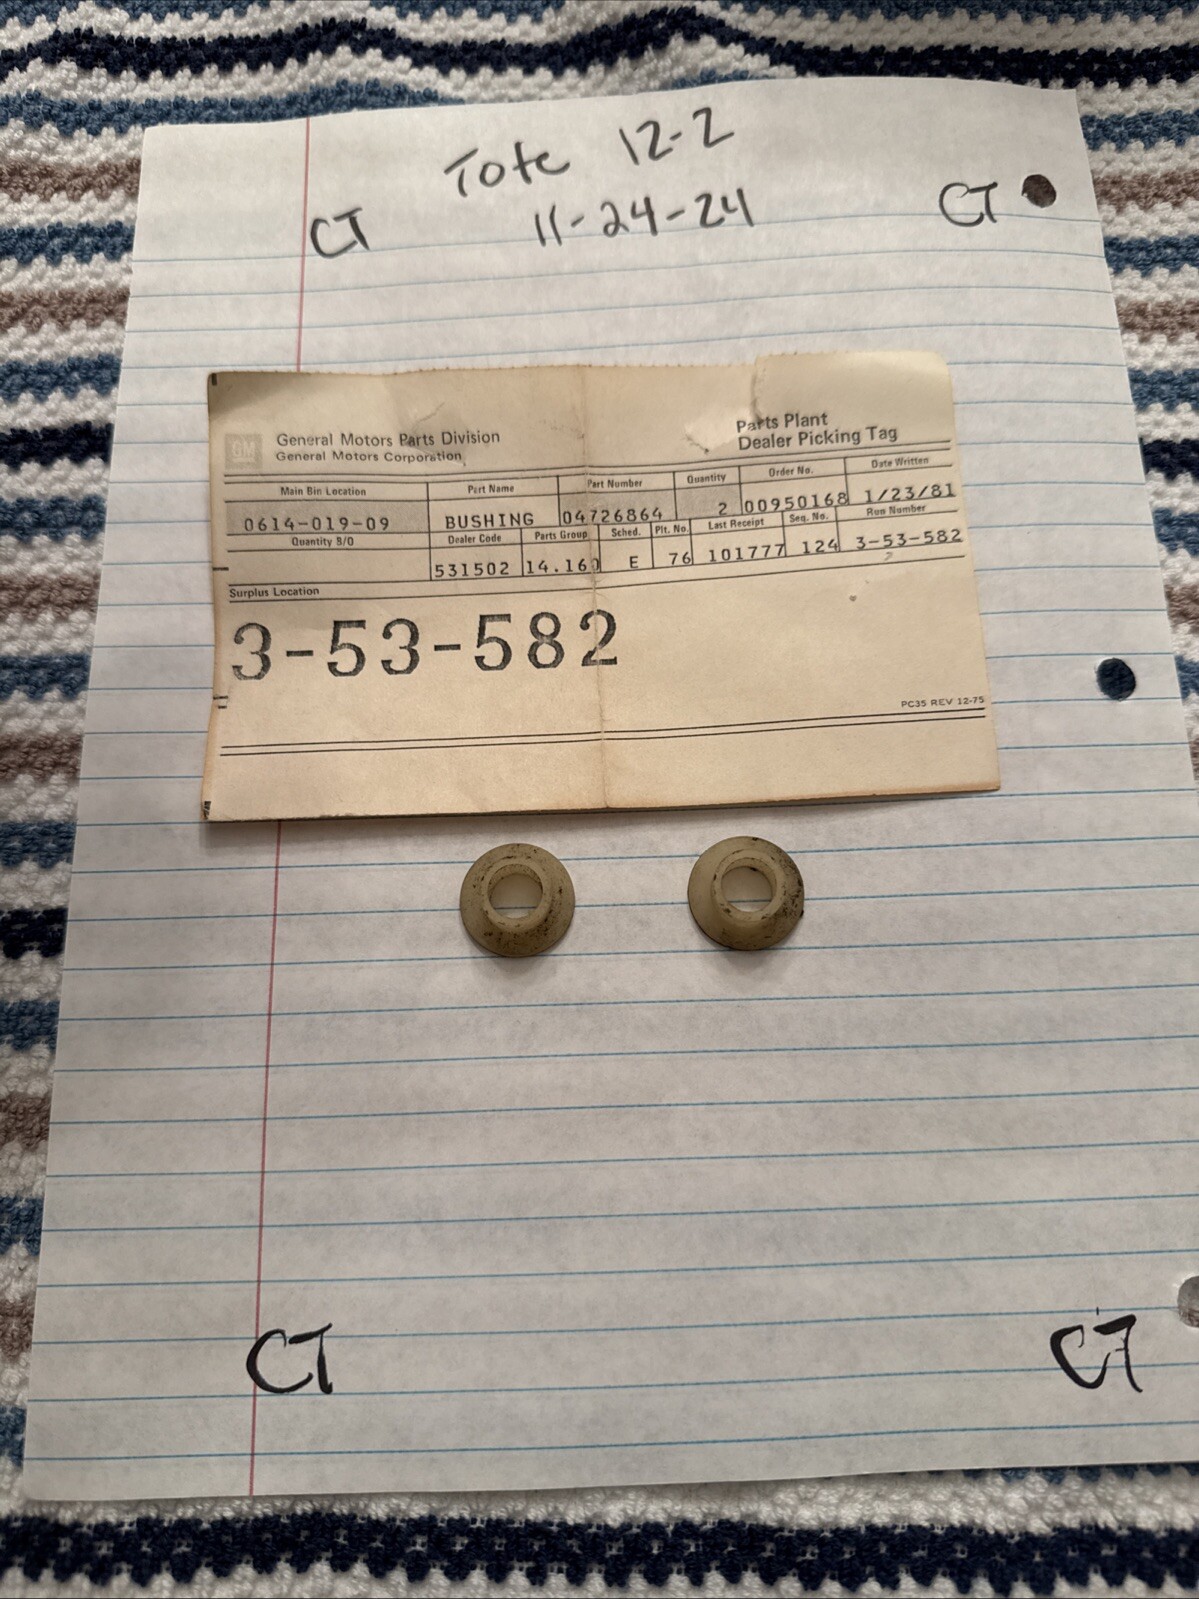 Tote 12-2
CT 11-24-24 CT
GM General Motors Parts Division
General Motors Corporation
Parts Plant
Dealer Picking Tag
Main Bin Location Part Name Part Number Quantity Order No. Date Written
0614-019-09 BUSHING 04726864 2 00950168 1/23/81
Quantity B/O Dealer Code Parts Group Sched. Plt. No. Last Receipt Seq. No. Run Number
531502 14.160 E 76 101777 124 3-53-582
Surplus Location
3-53-582
PC35 REV 12-75
CT CT